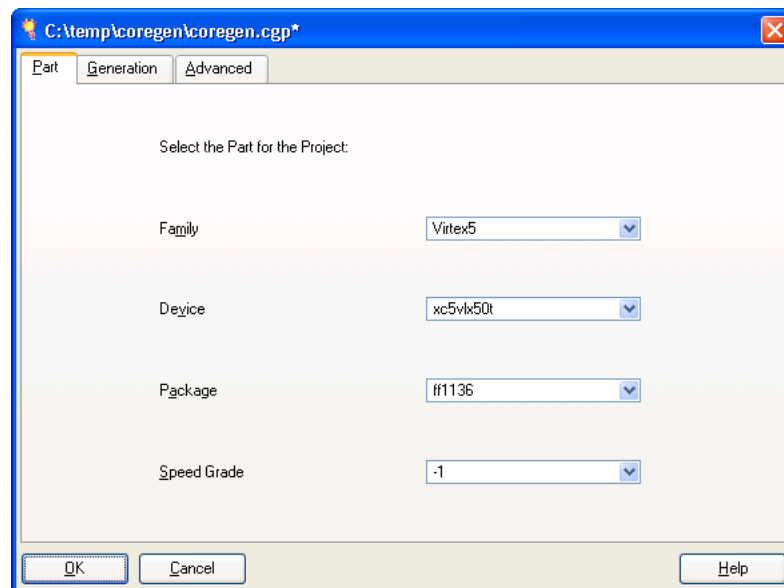 C:\temp\coregen\coregen.cgp*
Part Generation Advanced
Select the Part for the Project:
Family Virtex5
Device xc5vlx50t
Package ff1136
Speed Grade -1
OK Cancel Help